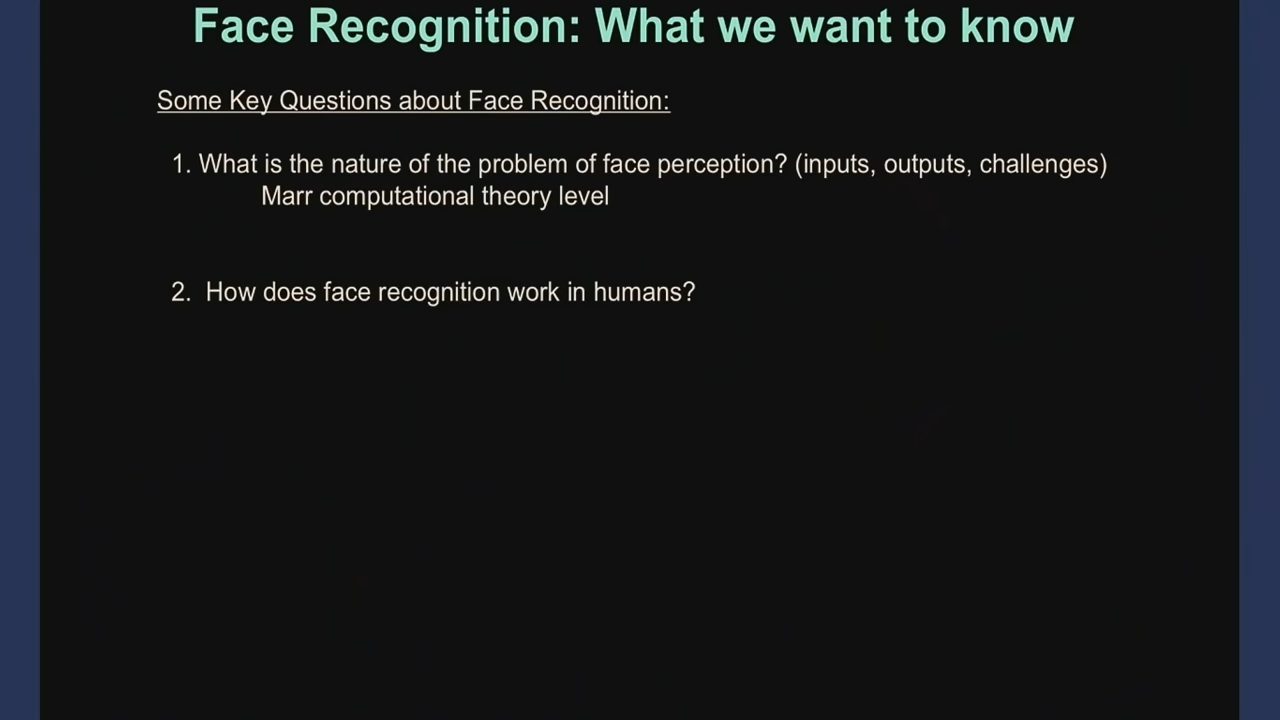 Face Recognition: What we want to know
Some Key Questions about Face Recognition:
1. What is the nature of the problem of face perception? (inputs, outputs, challenges)
Marr computational theory level
2. How does face recognition work in humans?